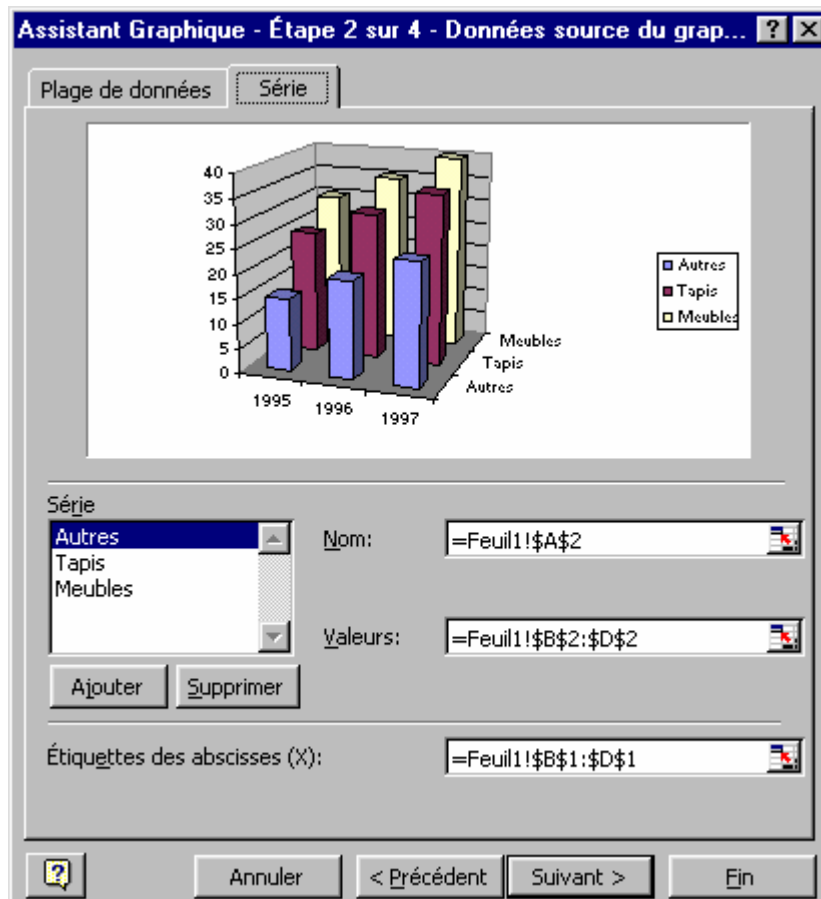 Assistant Graphique - Étape 2 sur 4 - Données source du grap...
Plage de données
Série
40
35
30
25
20
15
10
5
0
1995
1996
1997
Meubles
Tapis
Autres
Autres
Tapis
Meubles
Série
Autres
Tapis
Meubles
Nom:
=Feuil1!$A$2
Valeurs:
=Feuil1!$B$2:$D$2
Ajouter
Supprimer
Étiquettes des abscisses (X):
=Feuil1!$B$1:$D$1
Annuler
< Précédent
Suivant >
Fin